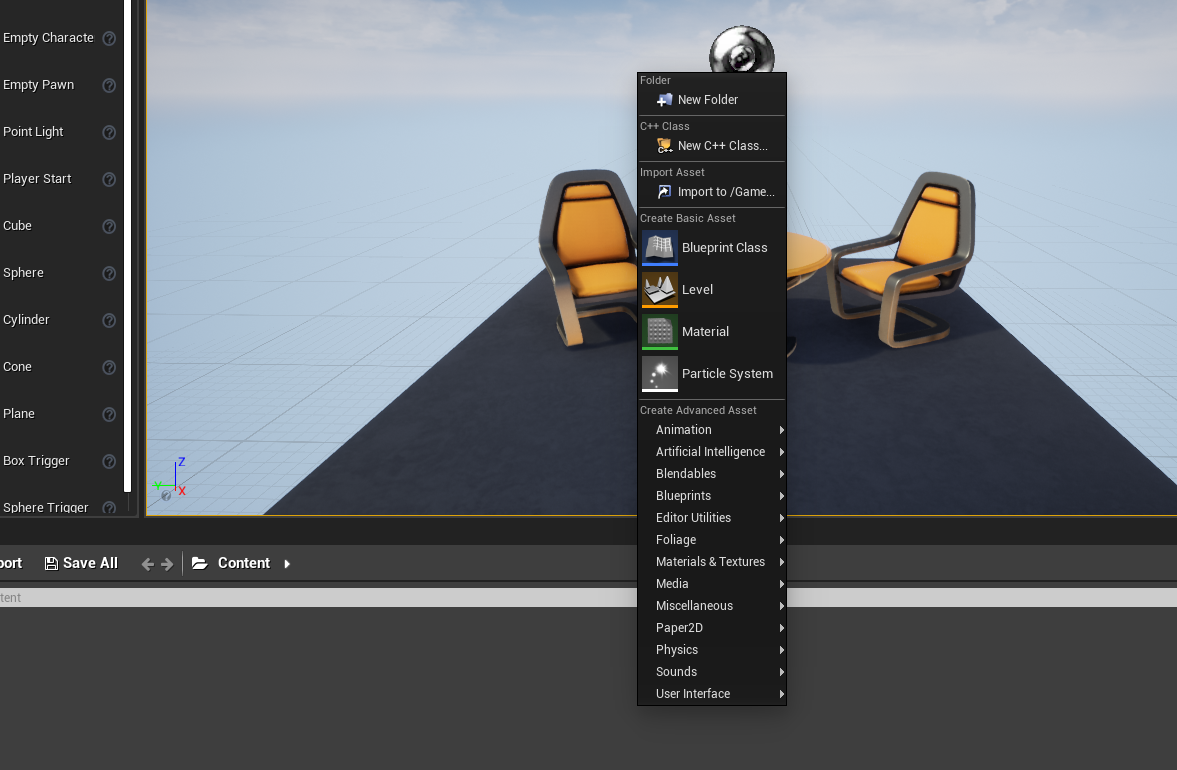 Empty Characte
Empty Pawn
Point Light
Player Start
Cube
Sphere
Cylinder
Cone
Plane
Box Trigger
Sphere Trigger
Z
Y
X
Folder
New Folder
C++ Class
C++
New C++ Class...
Import Asset
Import to /Game...
Create Basic Asset
Blueprint Class
Level
Material
Particle System
Create Advanced Asset
Animation
Artificial Intelligence
Blendables
Blueprints
Editor Utilities
Foliage
Materials & Textures
Media
Miscellaneous
Paper2D
Physics
Sounds
User Interface
port Save All Content
tent